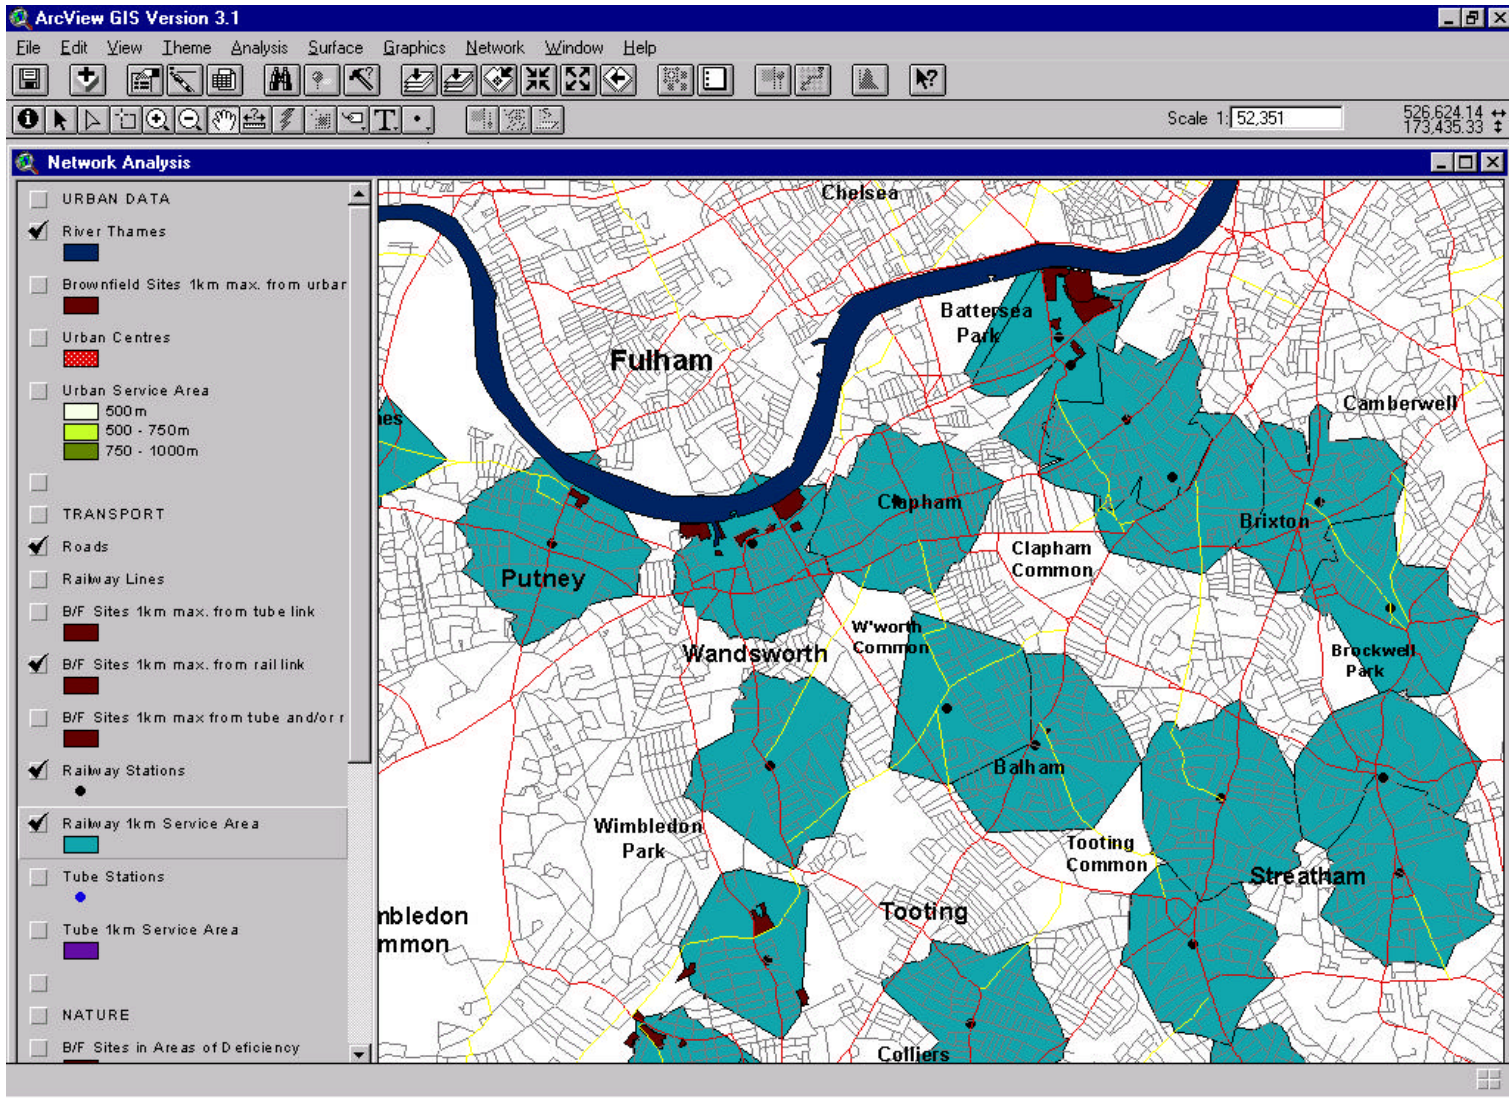 ArcView GIS Version 3.1
File Edit View Theme Analysis Surface Graphics Network Window Help
Scale 1: 52,351
526,624.14
173,435.33
Network Analysis
URBAN DATA
River Thames
Brownfield Sites 1km max. from urbar
Urban Centres
Urban Service Area
500m
500 - 750m
750 - 1000m
TRANSPORT
Roads
Railway Lines
B/F Sites 1km max. from tube link
B/F Sites 1km max. from rail link
B/F Sites 1km max from tube and/or r
Railway Stations
Railway 1km Service Area
Tube Stations
Tube 1km Service Area
NATURE
B/F Sites in Areas of Deficiency
Chelsea
Battersea
Park
Fulham
Camberwell
nes
Clapham
Brixton
Clapham
Common
Putney
W'worth
Common
Wandsworth
Brockwell
Park
Balham
Wimbledon
Park
Tooting
Common
Streatham
Tooting
nbledon
mmon
Colliers